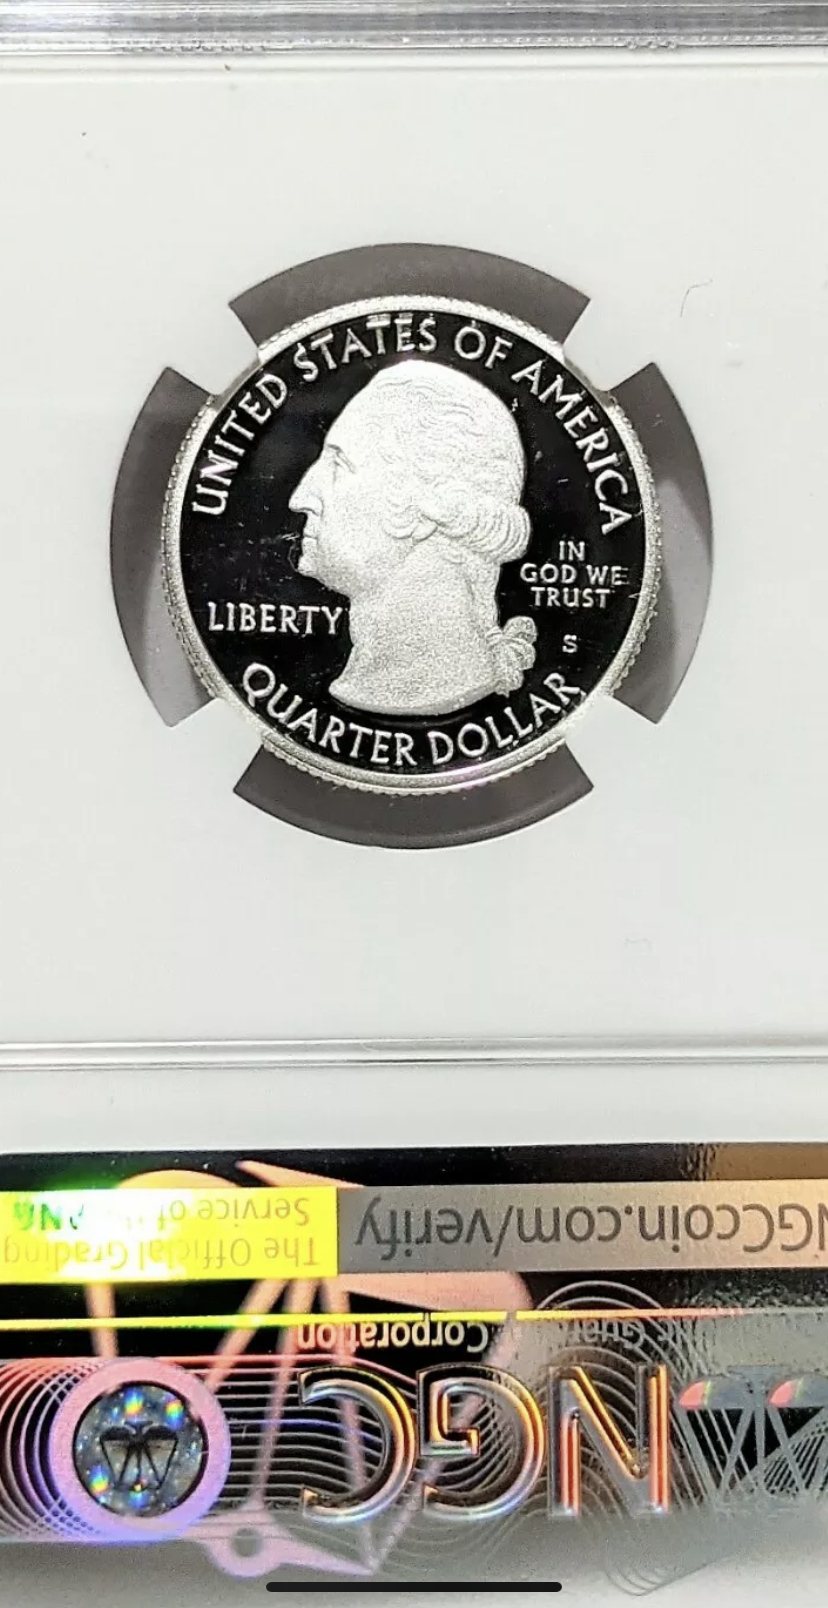 UNITED STATES OF AMERICA
IN
GOD WE
TRUST
LIBERTY
S
QUARTER DOLLAR
NGCcoin.com/verify
The Official Grading
Service of
Corporation
NGC